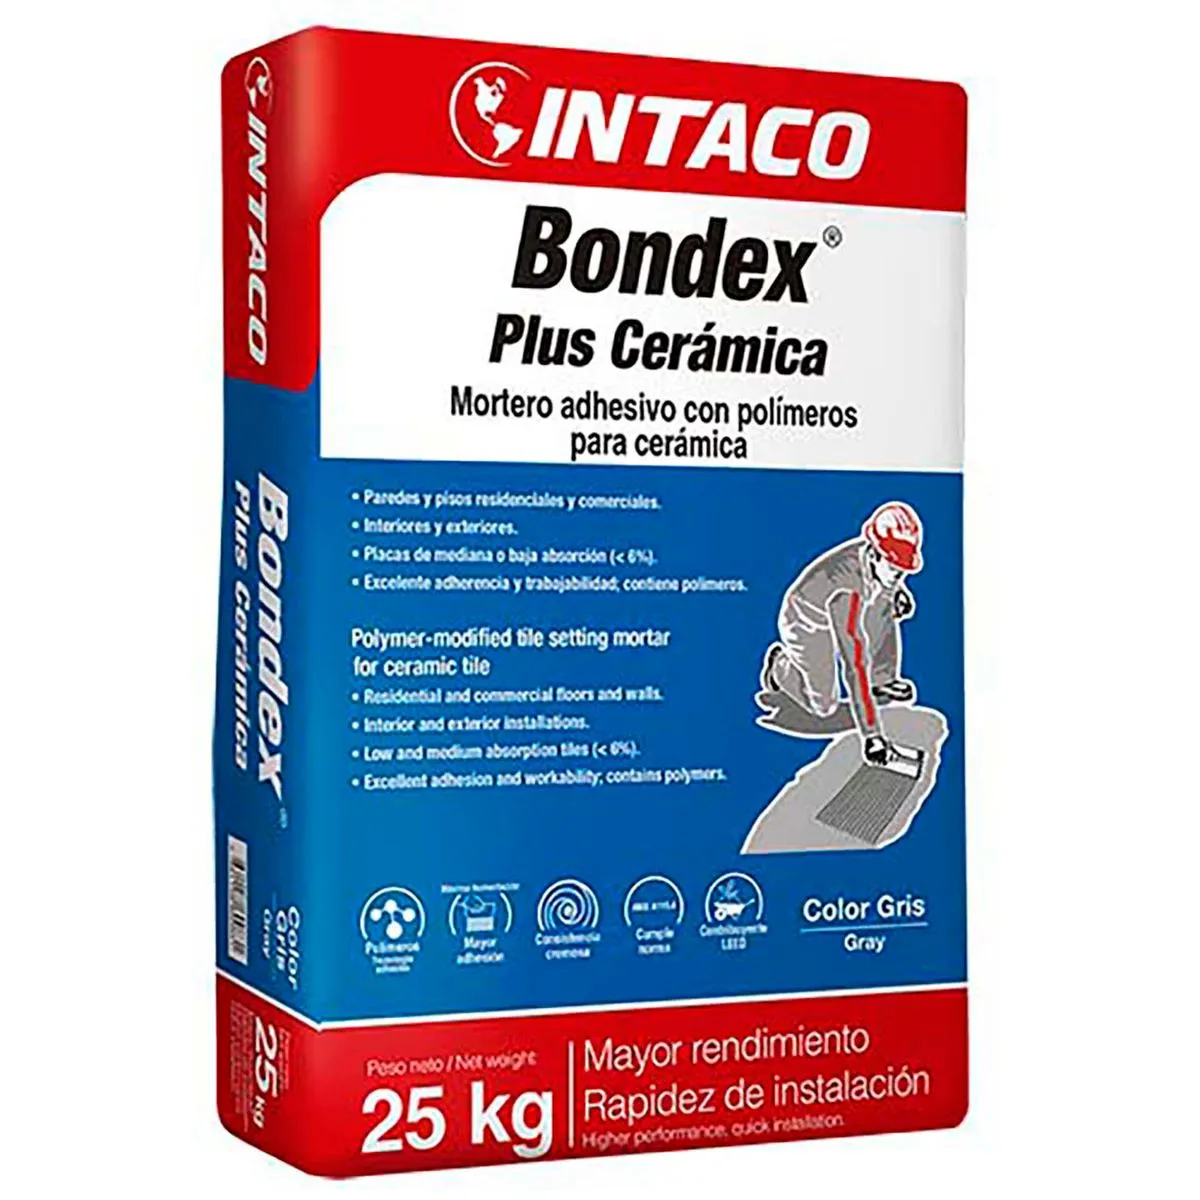 INTACO
Bondex®
Plus Cerámica
Mortero adhesivo con polímeros
para cerámica
• Paredes y pisos residenciales y comerciales.
• Interiores y exteriores.
• Placas de mediana o baja absorción (< 6%).
• Excelente adherencia y trabajabilidad; contiene polímeros.
Polymer-modified tile setting mortar
for ceramic tile
• Residential and commercial floors and walls.
• Interior and exterior installations.
• Low and medium absorption tiles (< 6%).
• Excellent adhesion and workability; contains polymers.
Polímeros
Tecnología
Mayor
adhesión
Consistencia
cremosa
Cumple
norma
Contribuyente
LEED
Color Gris
Gray
Peso neto / Net weight
25 kg
Mayor rendimiento
Rapidez de instalación
Higher performance, quick installation.
INTACO
Bondex®
Plus Cerámica
Color
Gris
Gray
25 kg